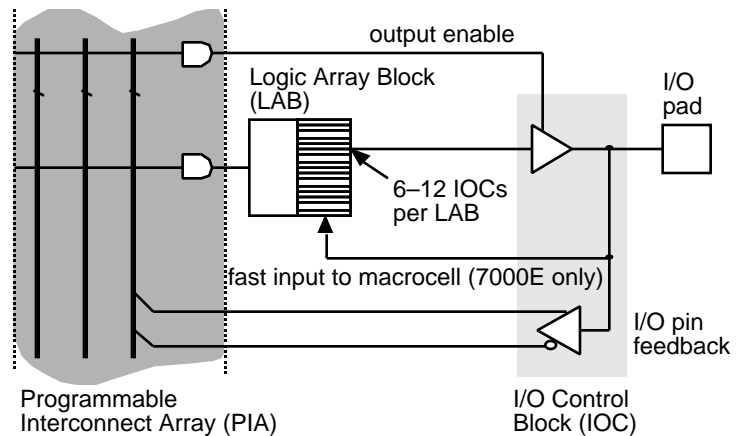 output enable
Logic Array Block
(LAB)
I/O
pad
6–12 IOCs
per LAB
fast input to macrocell (7000E only)
I/O pin
feedback
Programmable
Interconnect Array (PIA)
I/O Control
Block (IOC)